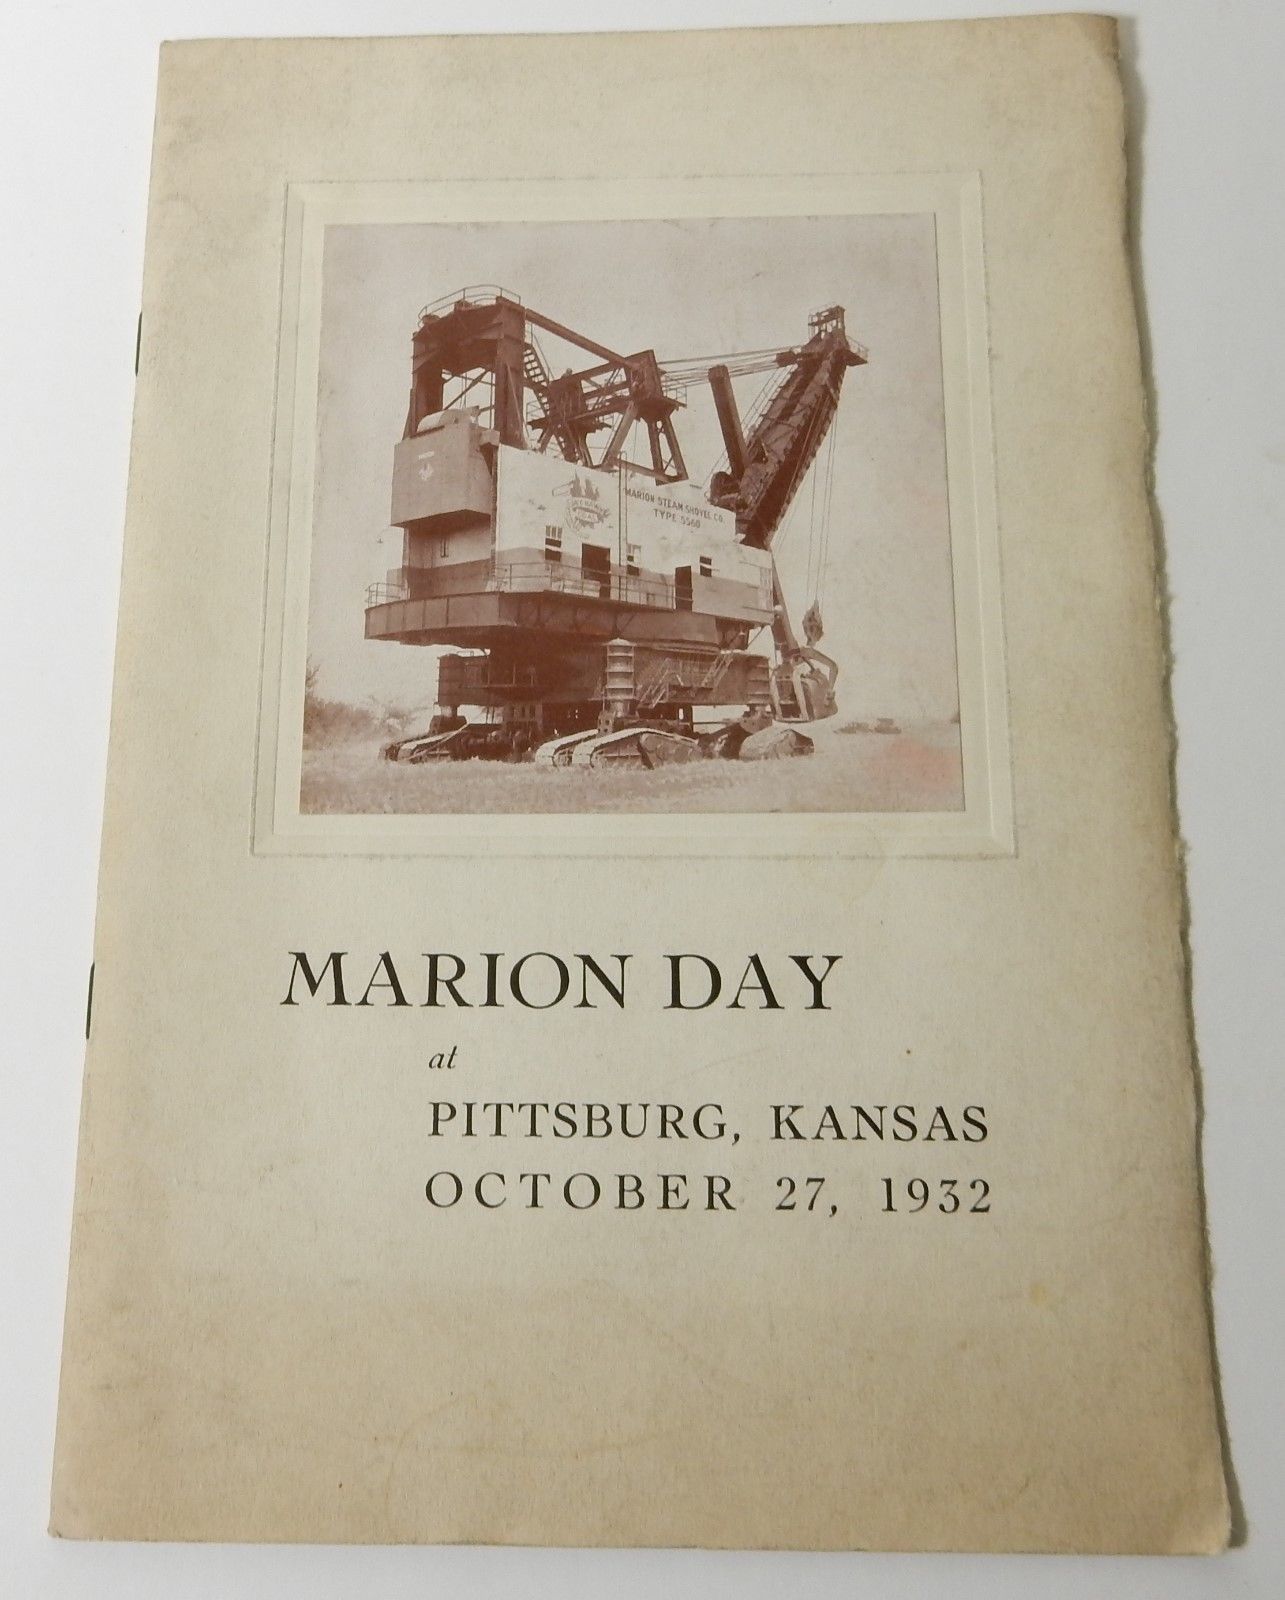 MARION STEAM SHOVEL CO.
TYPE 5560
MARION DAY
at
PITTSBURG, KANSAS
OCTOBER 27, 1932